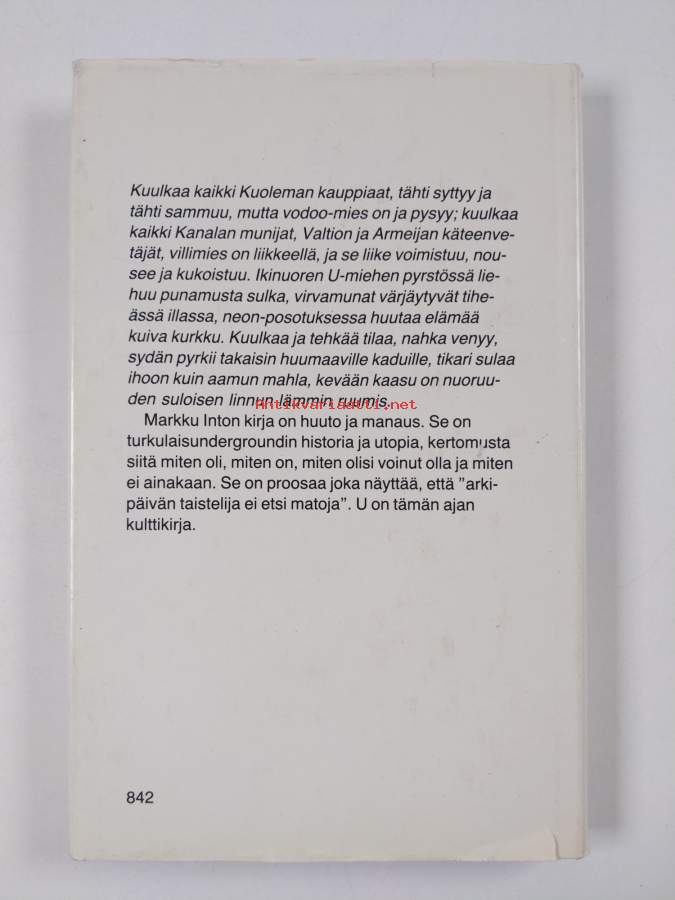 Kuulkaa kaikki Kuoleman kauppiaat, tähti syttyy ja
tähti sammuu, mutta vodoo-mies on ja pysyy; kuulkaa
kaikki Kanalan munijat, Valtion ja Armeijan käteenve-
täjät, villimies on liikkeellä, ja se liike voimistuu, nou-
see ja kukoistuu. Ikinuoren U-miehen pyrstössä lie-
huu punamusta sulka, virvamunat värjäytyvät tihe-
ässä illassa, neon-posotuksessa huutaa elämää
kuiva kurkku. Kuulkaa ja tehkää tilaa, nahka venyy,
sydän pyrkii takaisin huumaaville kaduille, tikari sulaa
ihoon kuin aamun mahla, kevään kaasu on nuoruu-
den suloisen linnun lämmin ruumis.
Antikvariaatti.net
Markku Inton kirja on huuto ja manaus. Se on
turkulaisundergroundin historia ja utopia, kertomusta
siitä miten oli, miten on, miten olisi voinut olla ja miten
ei ainakaan. Se on proosaa joka näyttää, että ”arki-
päivän taistelija ei etsi matoja”. U on tämän ajan
kulttikirja.
842